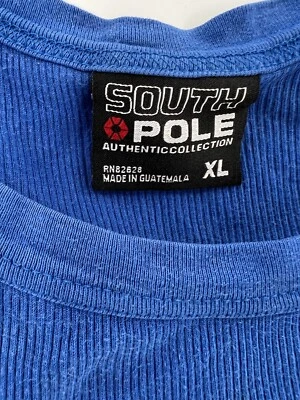 SOUTH
POLE
AUTHENTIC COLLECTION
RN82628
MADE IN GUATEMALA
XL